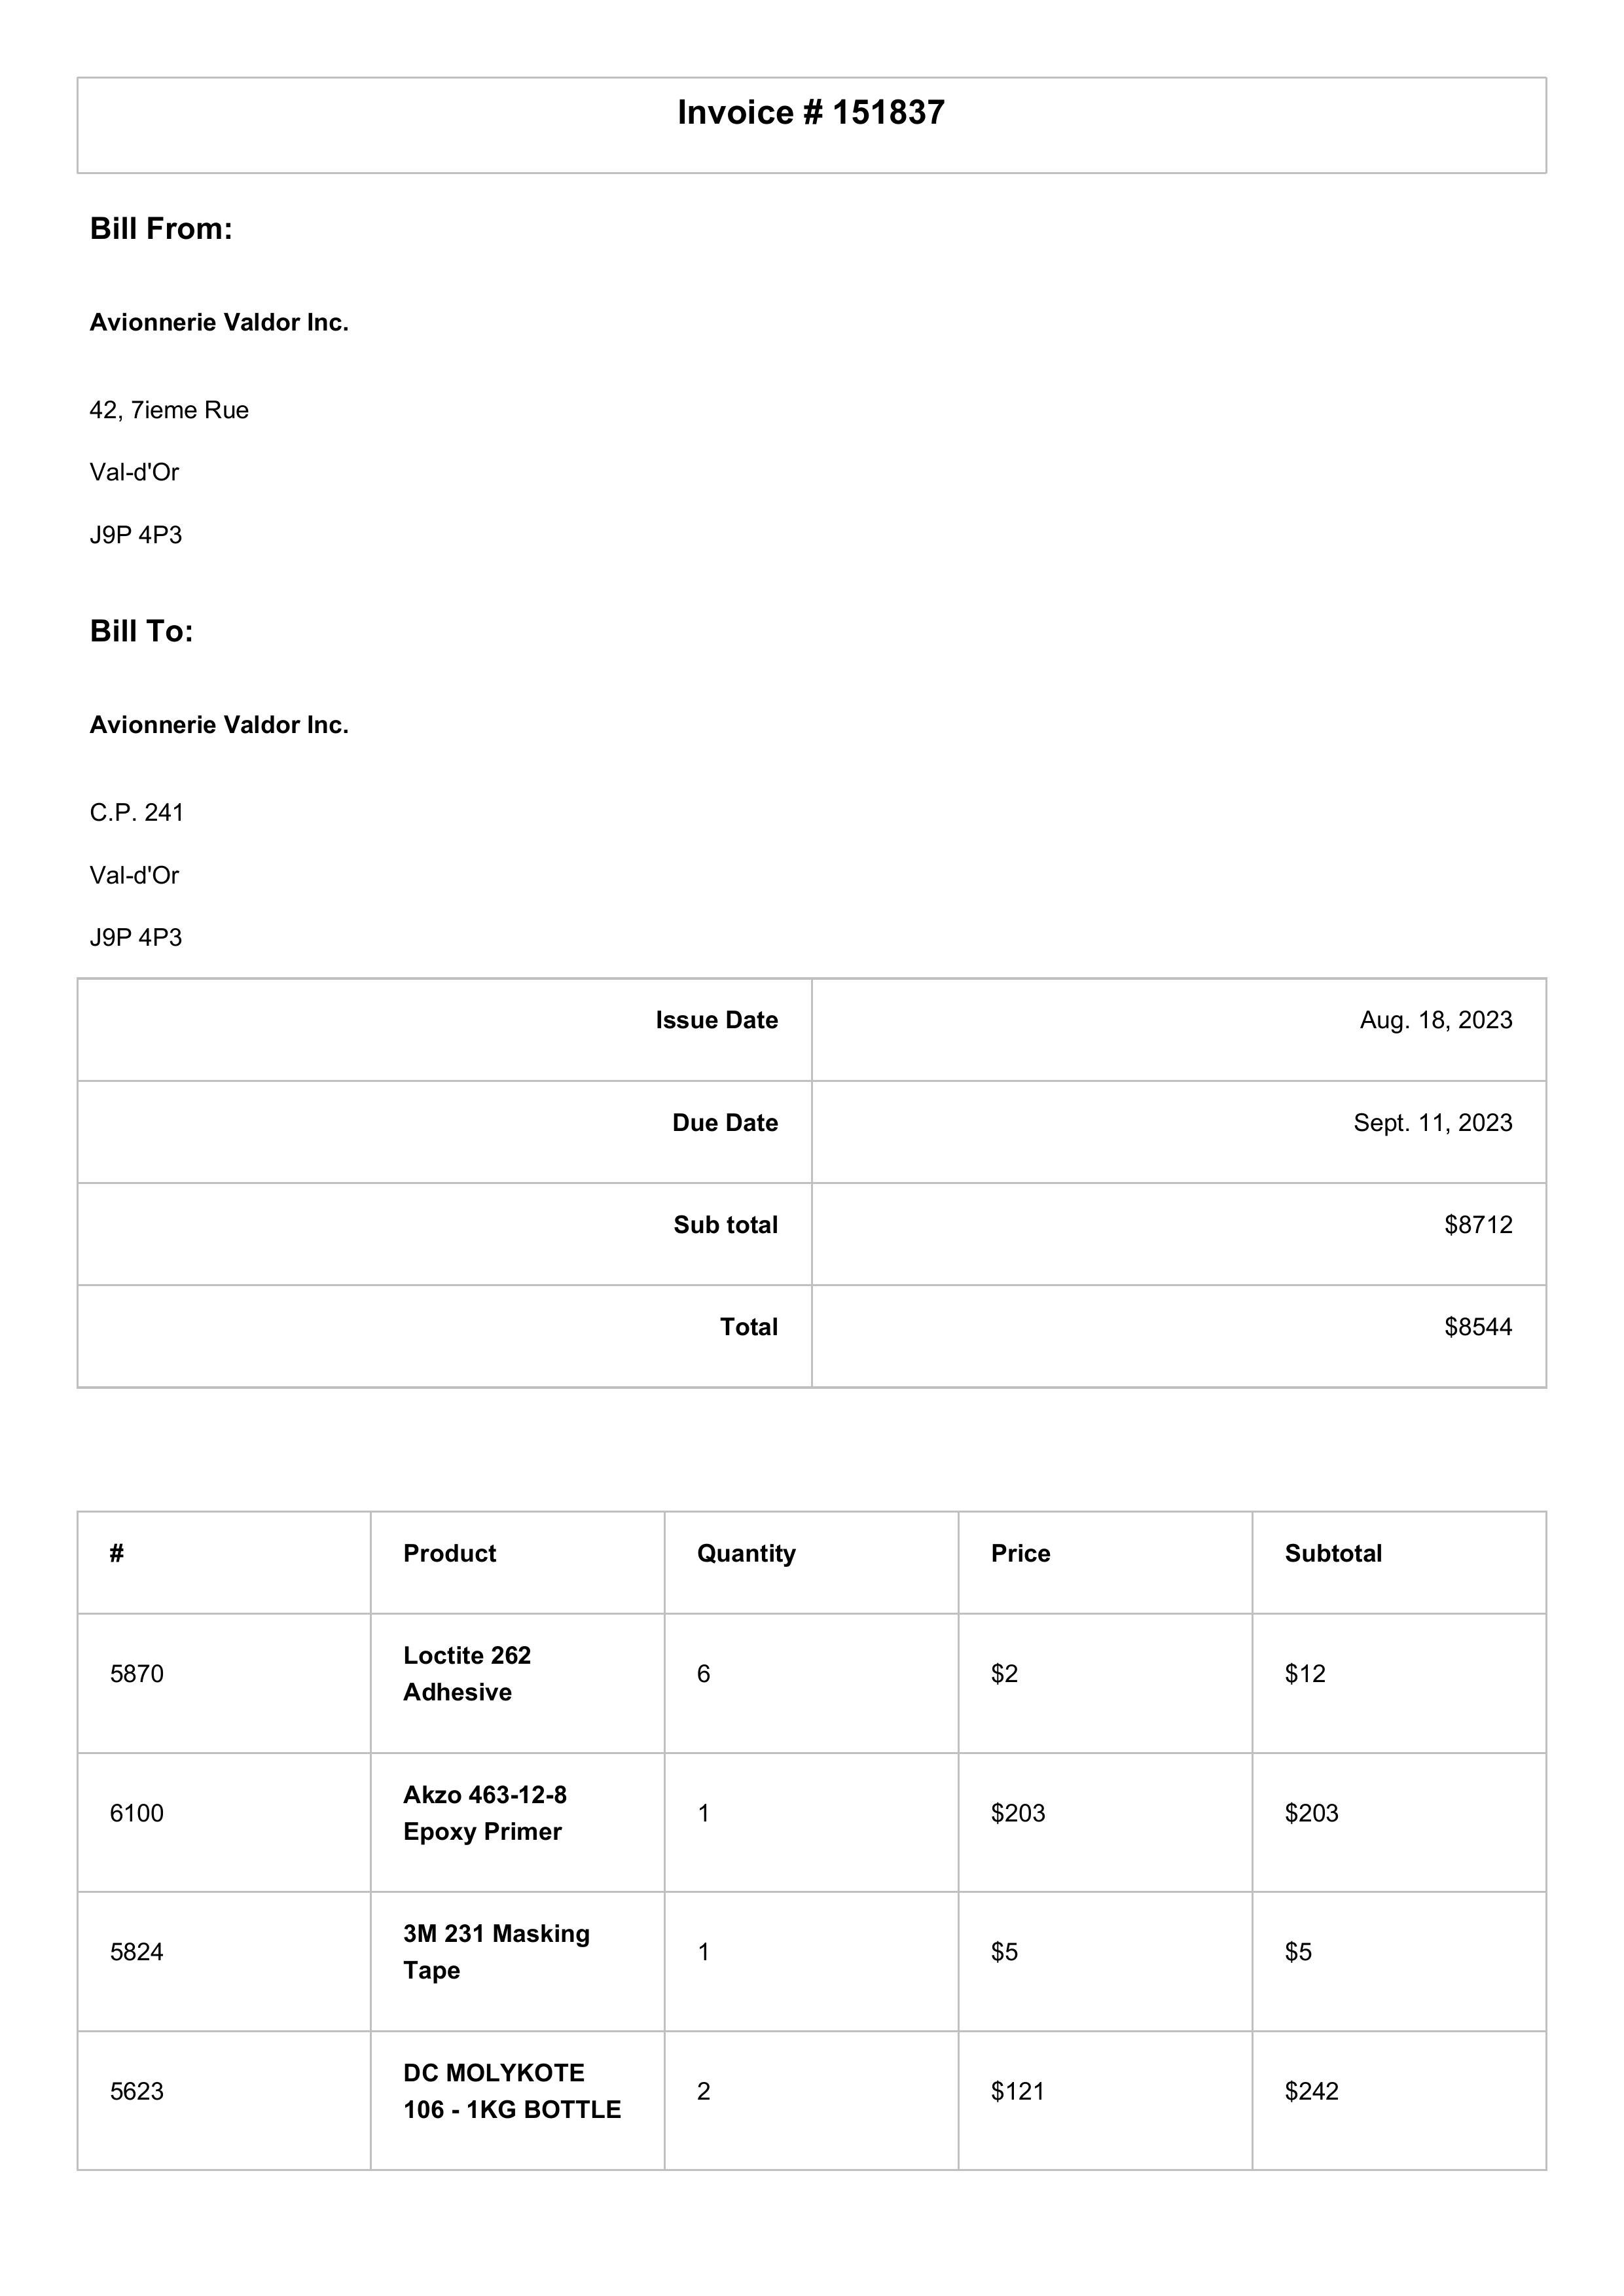 Invoice # 151837
Bill From:
Avionnerie Valdor Inc.
42, 7ieme Rue
Val-d'Or
J9P 4P3
Bill To:
Avionnerie Valdor Inc.
C.P. 241
Val-d'Or
J9P 4P3
Issue Date Aug. 18, 2023
Due Date Sept. 11, 2023
Sub total $8712
Total $8544
# Product Quantity Price Subtotal
5870 Loctite 262 Adhesive 6 $2 $12
6100 Akzo 463-12-8 Epoxy Primer 1 $203 $203
5824 3M 231 Masking Tape 1 $5 $5
5623 DC MOLYKOTE 106 - 1KG BOTTLE 2 $121 $242